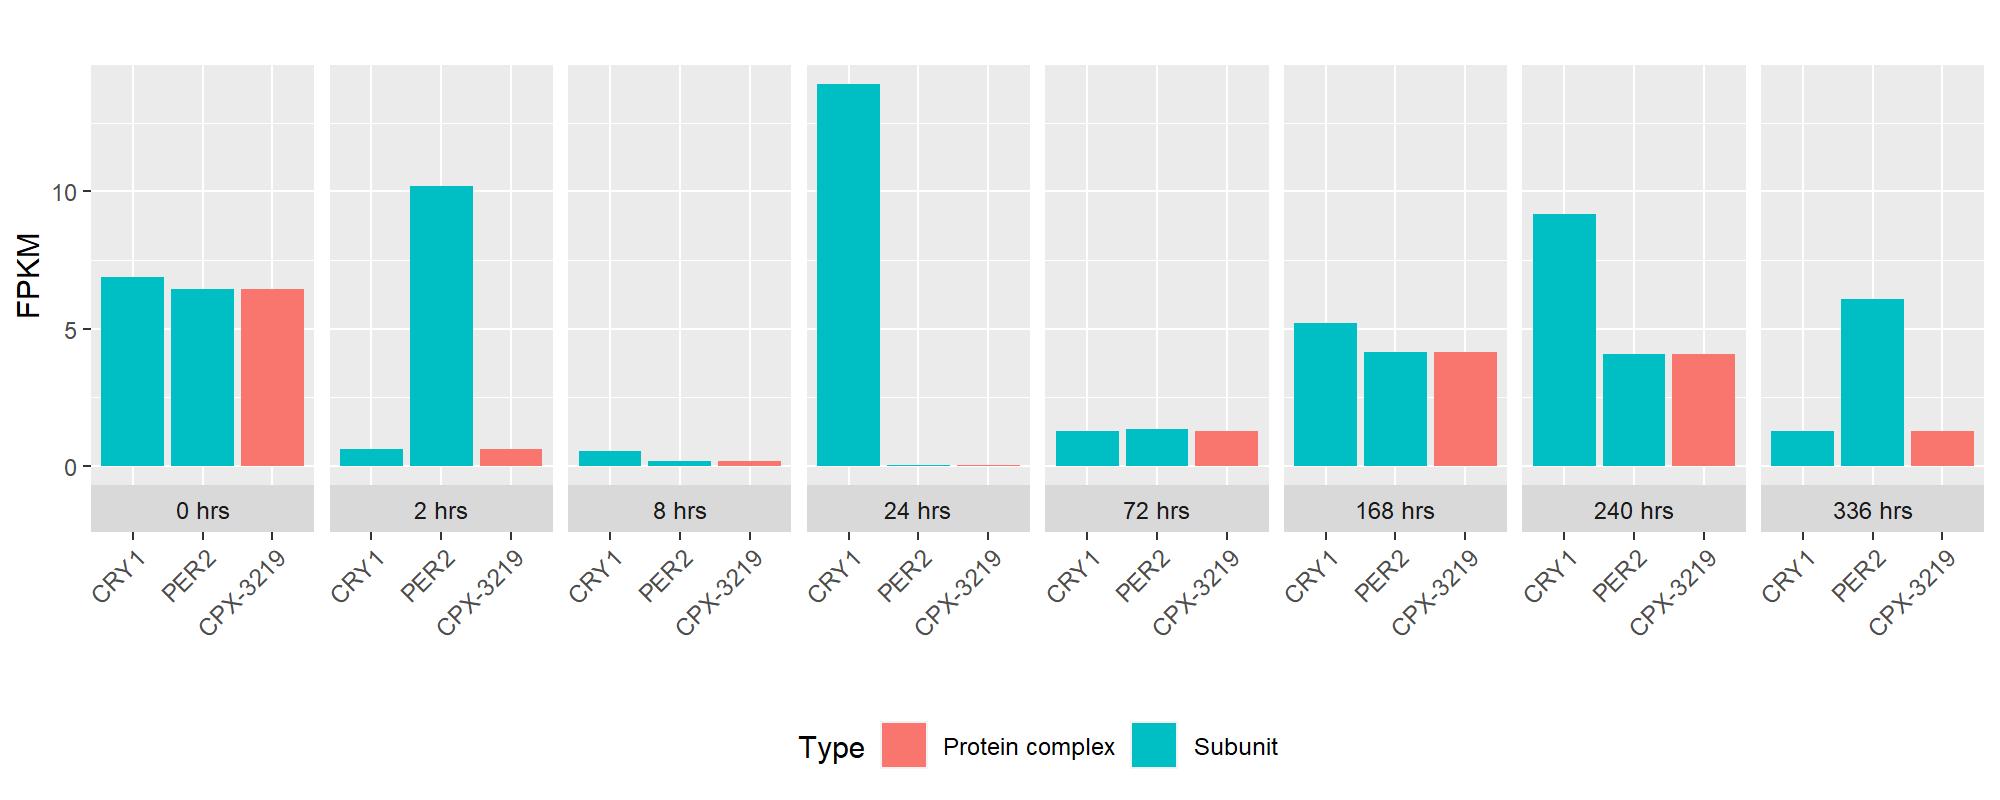 FPKM
10
5
0
0 hrs 2 hrs 8 hrs 24 hrs 72 hrs 168 hrs 240 hrs 336 hrs
CRY1 PER2 CPX-3219 CRY1 PER2 CPX-3219 CRY1 PER2 CPX-3219 CRY1 PER2 CPX-3219 CRY1 PER2 CPX-3219 CRY1 PER2 CPX-3219 CRY1 PER2 CPX-3219 CRY1 PER2 CPX-3219
Type Protein complex Subunit